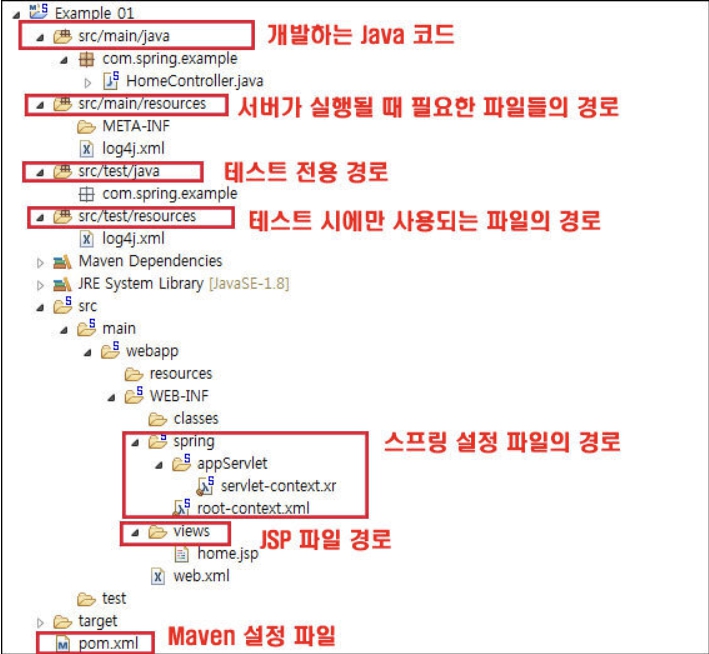 Example 01
src/main/java 개발하는 Java 코드
com.spring.example
HomeController.java
src/main/resources 서버가 실행될 때 필요한 파일들의 경로
META-INF
log4j.xml
src/test/java 테스트 전용 경로
com.spring.example
src/test/resources 테스트 시에만 사용되는 파일의 경로
log4j.xml
Maven Dependencies
JRE System Library [JavaSE-1.8]
src
main
webapp
resources
WEB-INF
classes
spring 스프링 설정 파일의 경로
appServlet
servlet-context.xr
root-context.xml
views JSP 파일 경로
home.jsp
web.xml
test
target
pom.xml Maven 설정 파일